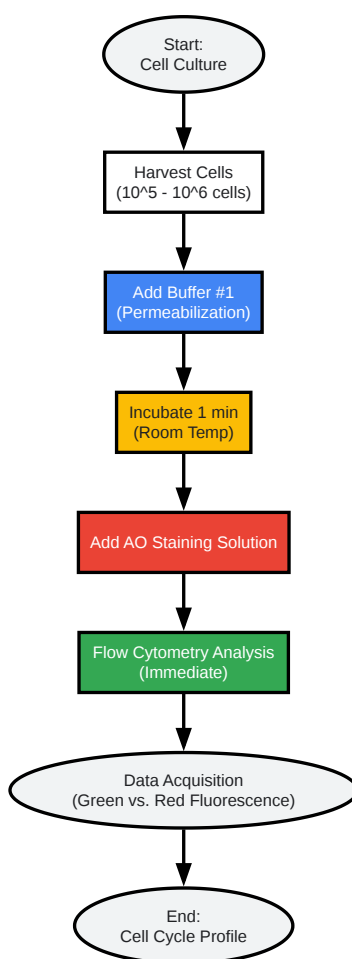 Start:
Cell Culture
Harvest Cells
(10^5 - 10^6 cells)
Add Buffer #1
(Permeabilization)
Incubate 1 min
(Room Temp)
Add AO Staining Solution
Flow Cytometry Analysis
(Immediate)
Data Acquisition
(Green vs. Red Fluorescence)
End:
Cell Cycle Profile